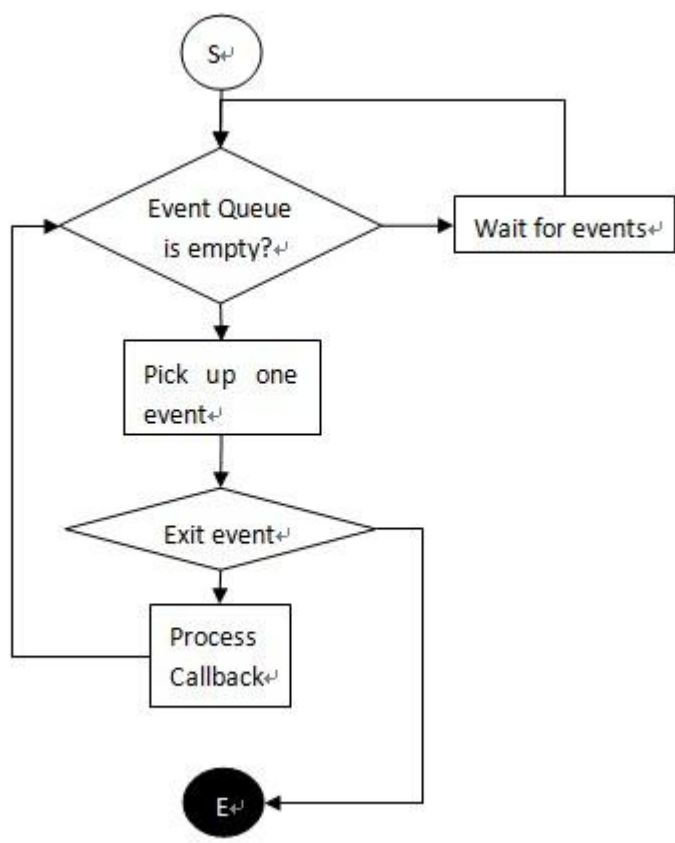 S↵
Event Queue
is empty?↵
Wait for events↵
Pick up one
event↵
Exit event↵
Process
Callback↵
E↵